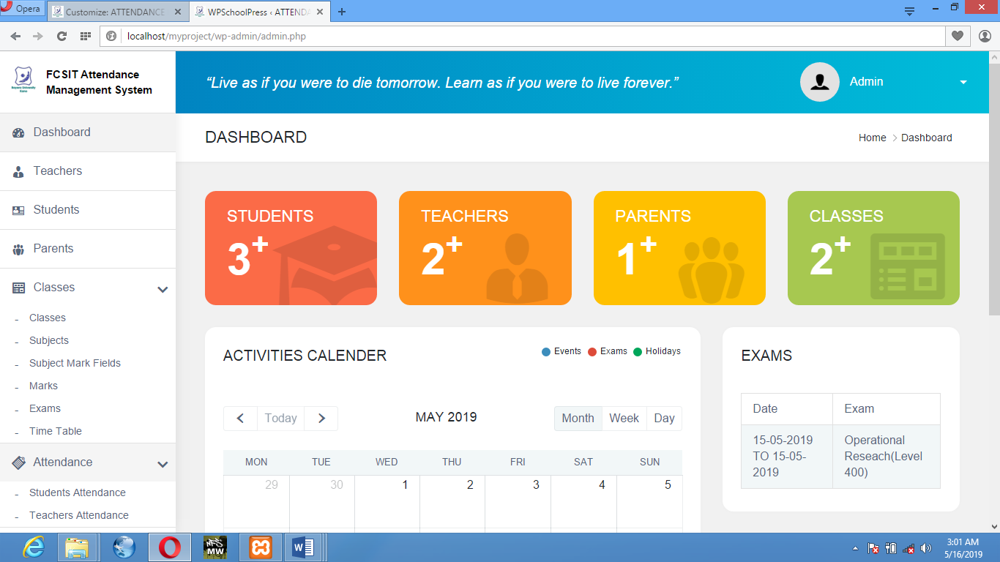 Opera
Customize: ATTENDANCE
WPSchoolPress ‹ ATTENDA
localhost/myproject/wp-admin/admin.php
FCSIT Attendance
Management System
“Live as if you were to die tomorrow. Learn as if you were to live forever.”
Admin
DASHBOARD
Home > Dashboard
Dashboard
Teachers
Students
Parents
Classes
- Classes
- Subjects
- Subject Mark Fields
- Marks
- Exams
- Time Table
Attendance
- Students Attendance
- Teachers Attendance
STUDENTS
3+
TEACHERS
2+
PARENTS
1+
CLASSES
2+
ACTIVITIES CALENDER
Events Exams Holidays
Today
MAY 2019
Month Week Day
MON TUE WED THU FRI SAT SUN
29 30 1 2 3 4 5
EXAMS
Date Exam
15-05-2019 Operational
TO 15-05- Reseach(Level
2019 400)
NFS
MW
3:01 AM
5/16/2019